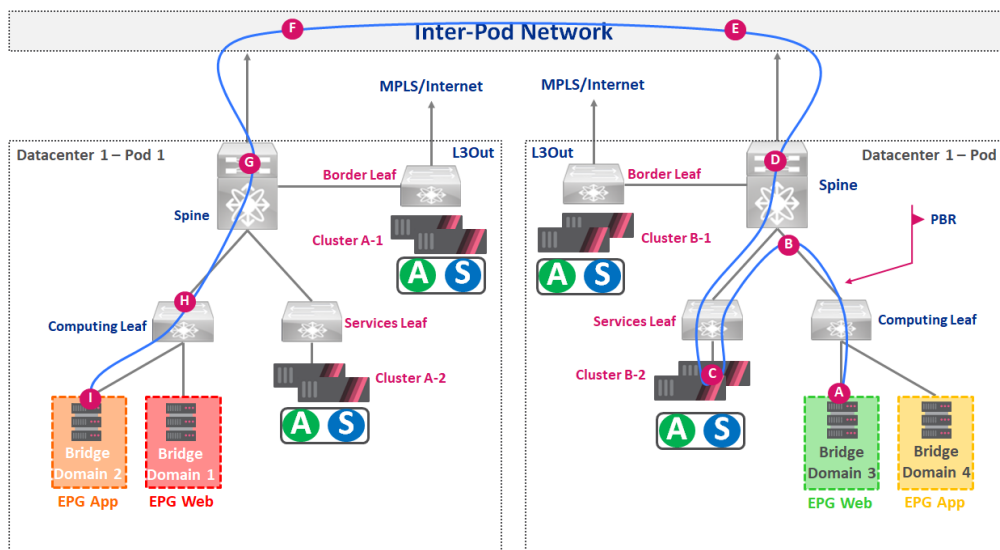 F
E
Inter-Pod Network
MPLS/Internet
MPLS/Internet
Datacenter 1 – Pod 1
L3Out
L3Out
Datacenter 1 – Pod
G
D
Border Leaf
Border Leaf
Spine
Spine
PBR
Cluster A-1
Cluster B-1
B
A S
A S
H
Computing Leaf
Services Leaf
Services Leaf
Computing Leaf
Cluster A-2
Cluster B-2
C
I
A
A S
A S
Bridge
Domain 2
Bridge
Domain 1
Bridge
Domain 3
Bridge
Domain 4
EPG App
EPG Web
EPG Web
EPG App